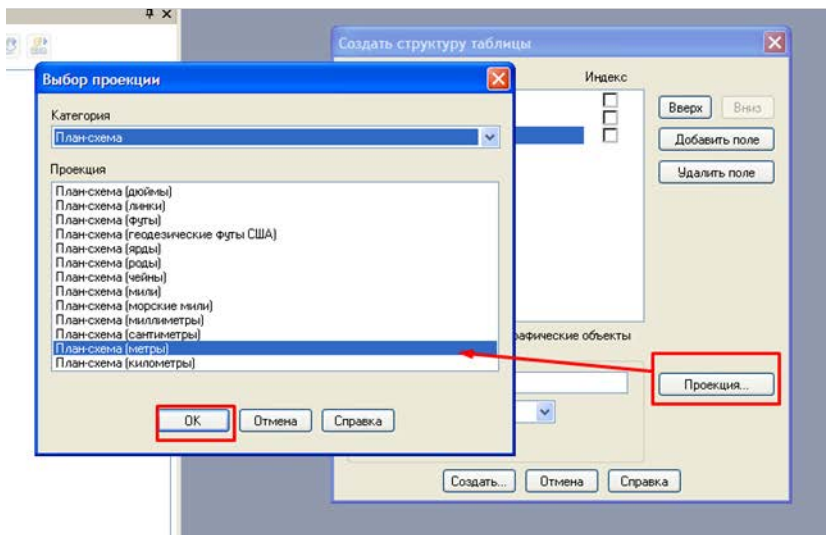 Создать структуру таблицы
Выбор проекции
Индекс
Категория
План-схема
Вверх
Вниз
Добавить поле
Удалить поле
Проекция
План-схема (дюймы)
План-схема (линки)
План-схема (футы)
План-схема (геодезические футы США)
План-схема (ярды)
План-схема (роды)
План-схема (чейны)
План-схема (мили)
План-схема (морские мили)
План-схема (миллиметры)
План-схема (сантиметры)
План-схема (метры)
План-схема (километры)
рафические объекты
Проекция...
OK
Отмена
Справка
Создать...
Отмена
Справка